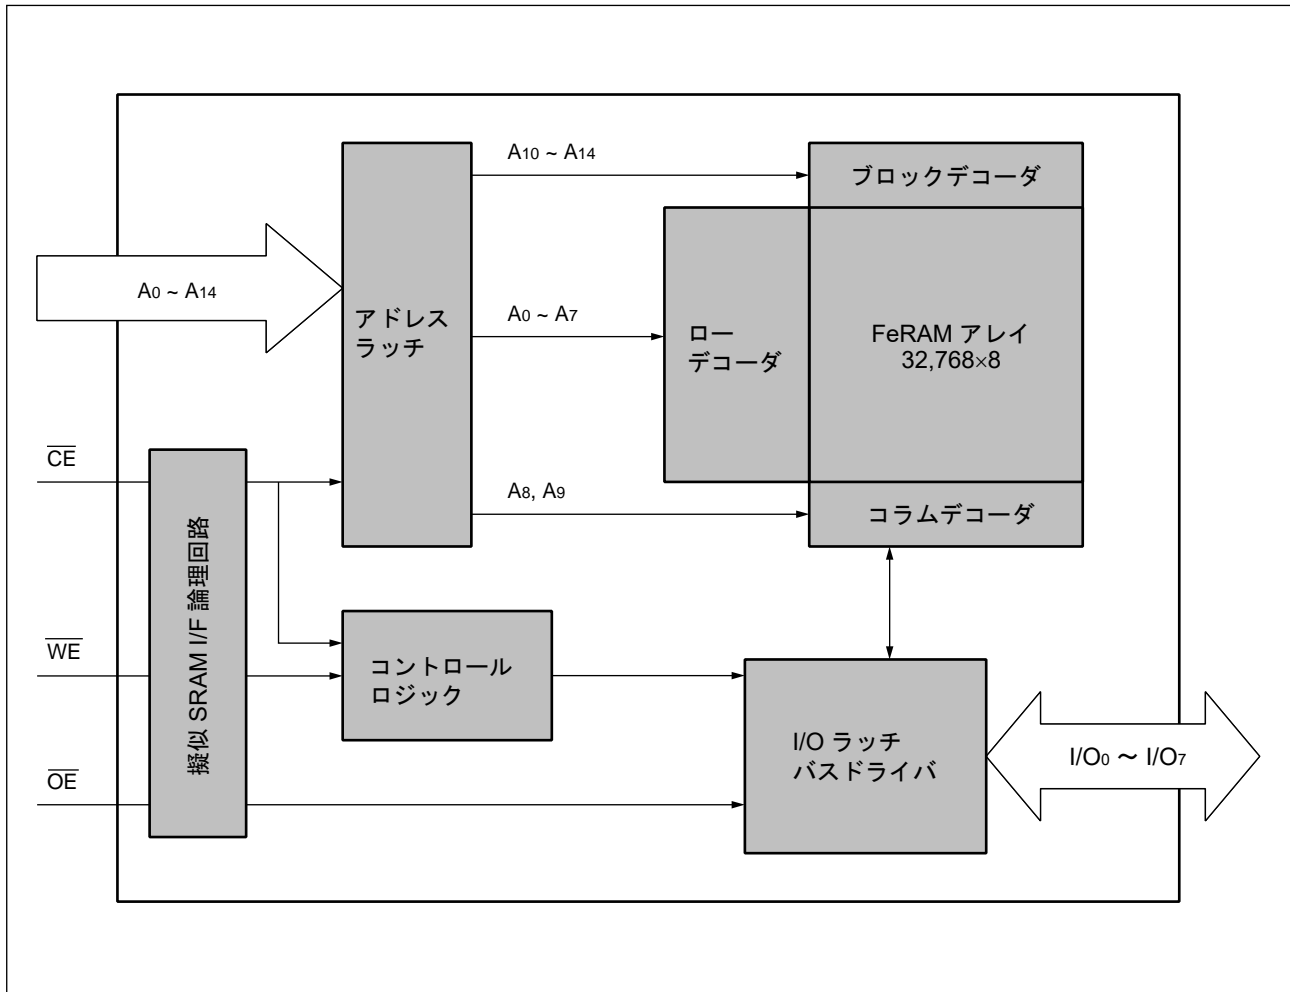 A10 ~ A14
ブロックデコーダ
A0 ~ A14
アドレス
ラッチ
A0 ~ A7
ロー
デコーダ
FeRAM アレイ
32,768×8
CE
A8, A9
コラムデコーダ
擬似 SRAM I/F 論理回路
WE
コントロール
ロジック
I/O ラッチ
バスドライバ
I/O0 ～ I/O7
OE